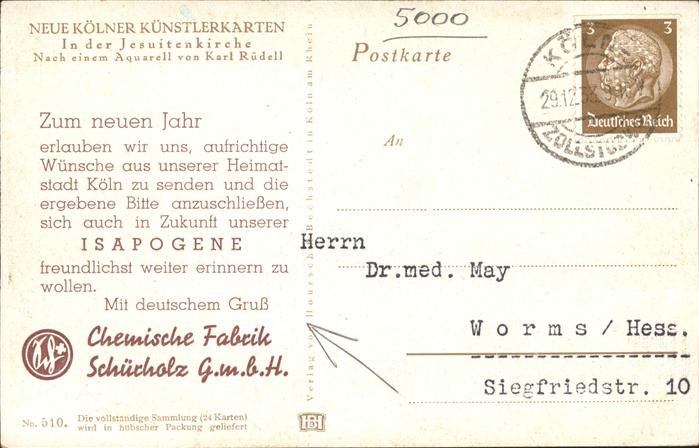 NEUE KÖLNER KÜNSTLERKARTEN
In der Jesuitenkirche
Nach einem Aquarell von Karl Rüdell
Zum neuen Jahr
erlauben wir uns, aufrichtige
Wünsche aus unserer Heimat-
stadt Köln zu senden und die
ergebene Bitte anzuschließen,
sich auch in Zukunft unserer
ISAPOGENE
freundlichst weiter erinnern zu
wollen.
Mit deutschem Gruß
Chemische Fabrik
Schürholz G.m.b.H.
No. 510.
Die vollständige Sammlung (24 Karten)
wird in hübscher Packung geliefert
Verlag von Hoursch & Bechstedt in Köln am Rhein
HB
5000
Postkarte
An
KÖLN-
29.12.
ZOLLSTOCK
3 3
Deutsches Reich
Herrn
Dr.med. May
Worms/Hess.
Siegfriedstr. 10